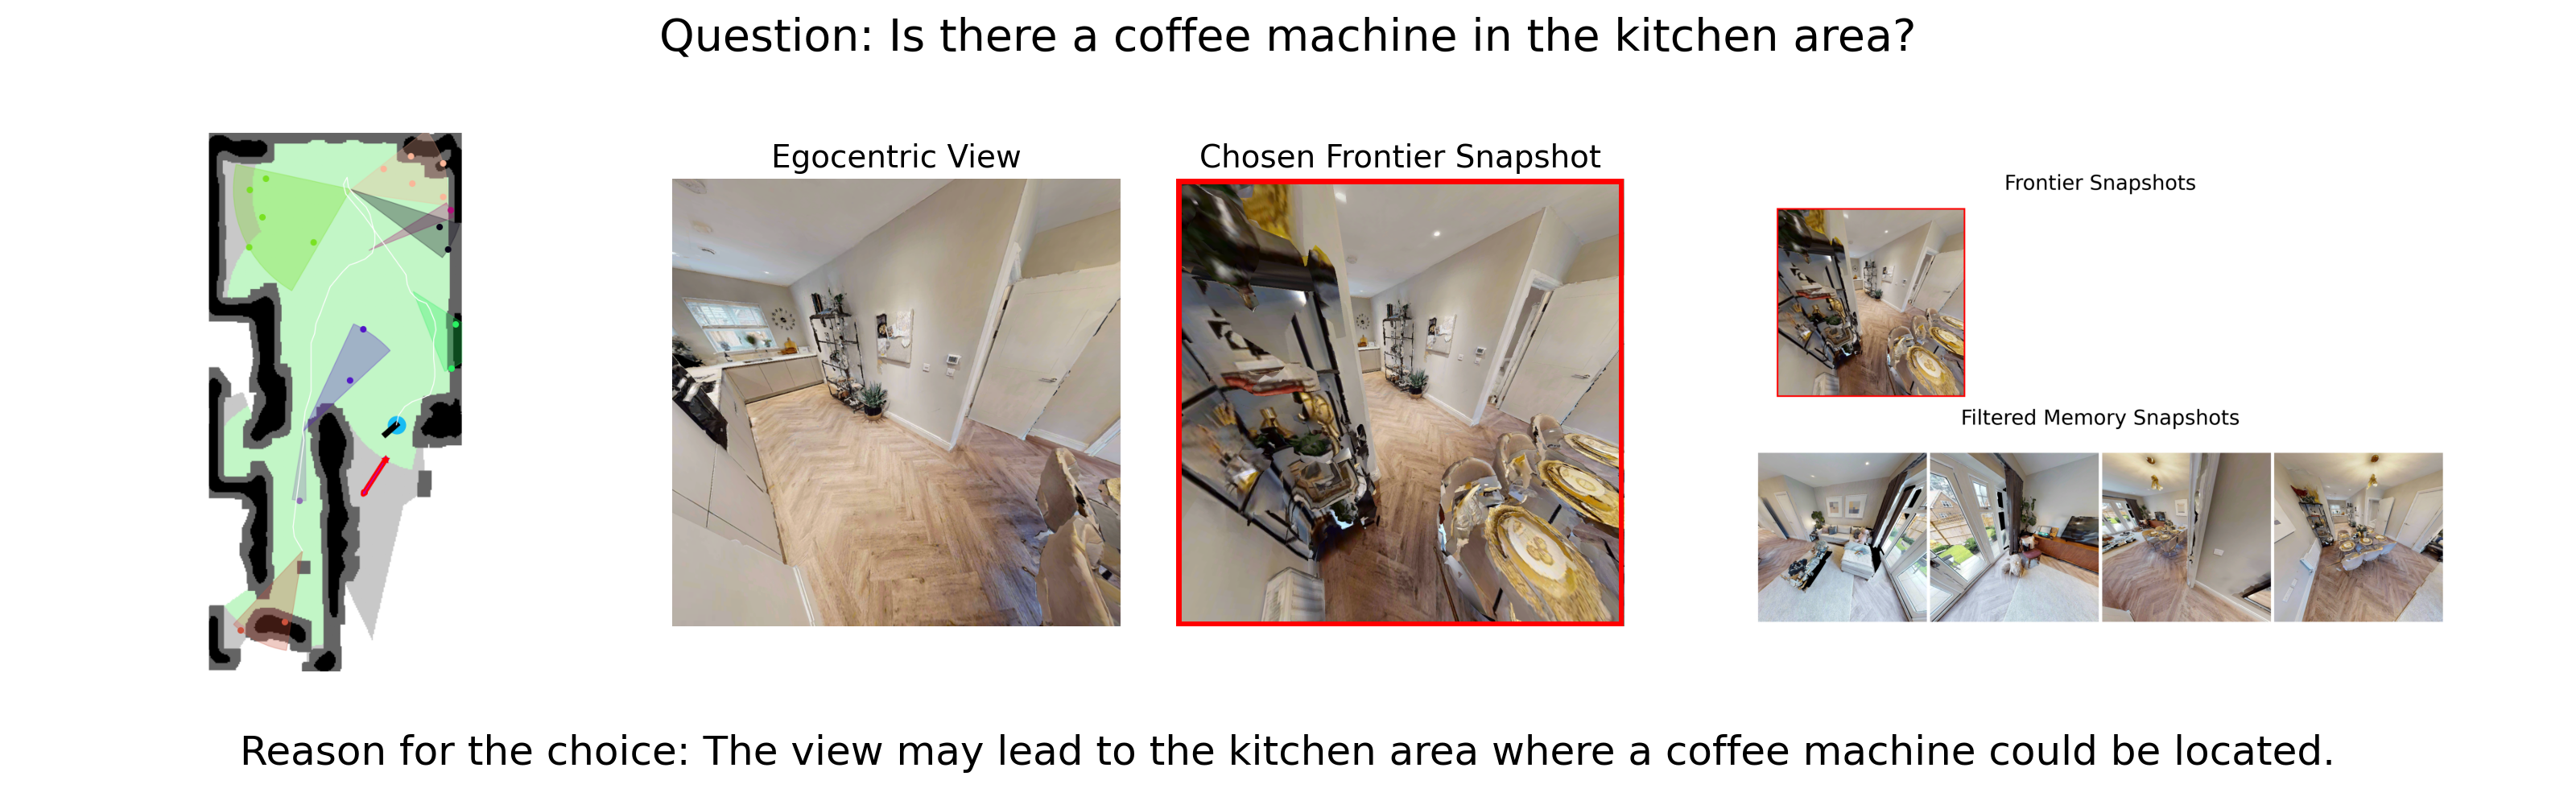 Question: Is there a coffee machine in the kitchen area?
Egocentric View
Chosen Frontier Snapshot
Frontier Snapshots
Filtered Memory Snapshots
Reason for the choice: The view may lead to the kitchen area where a coffee machine could be located.